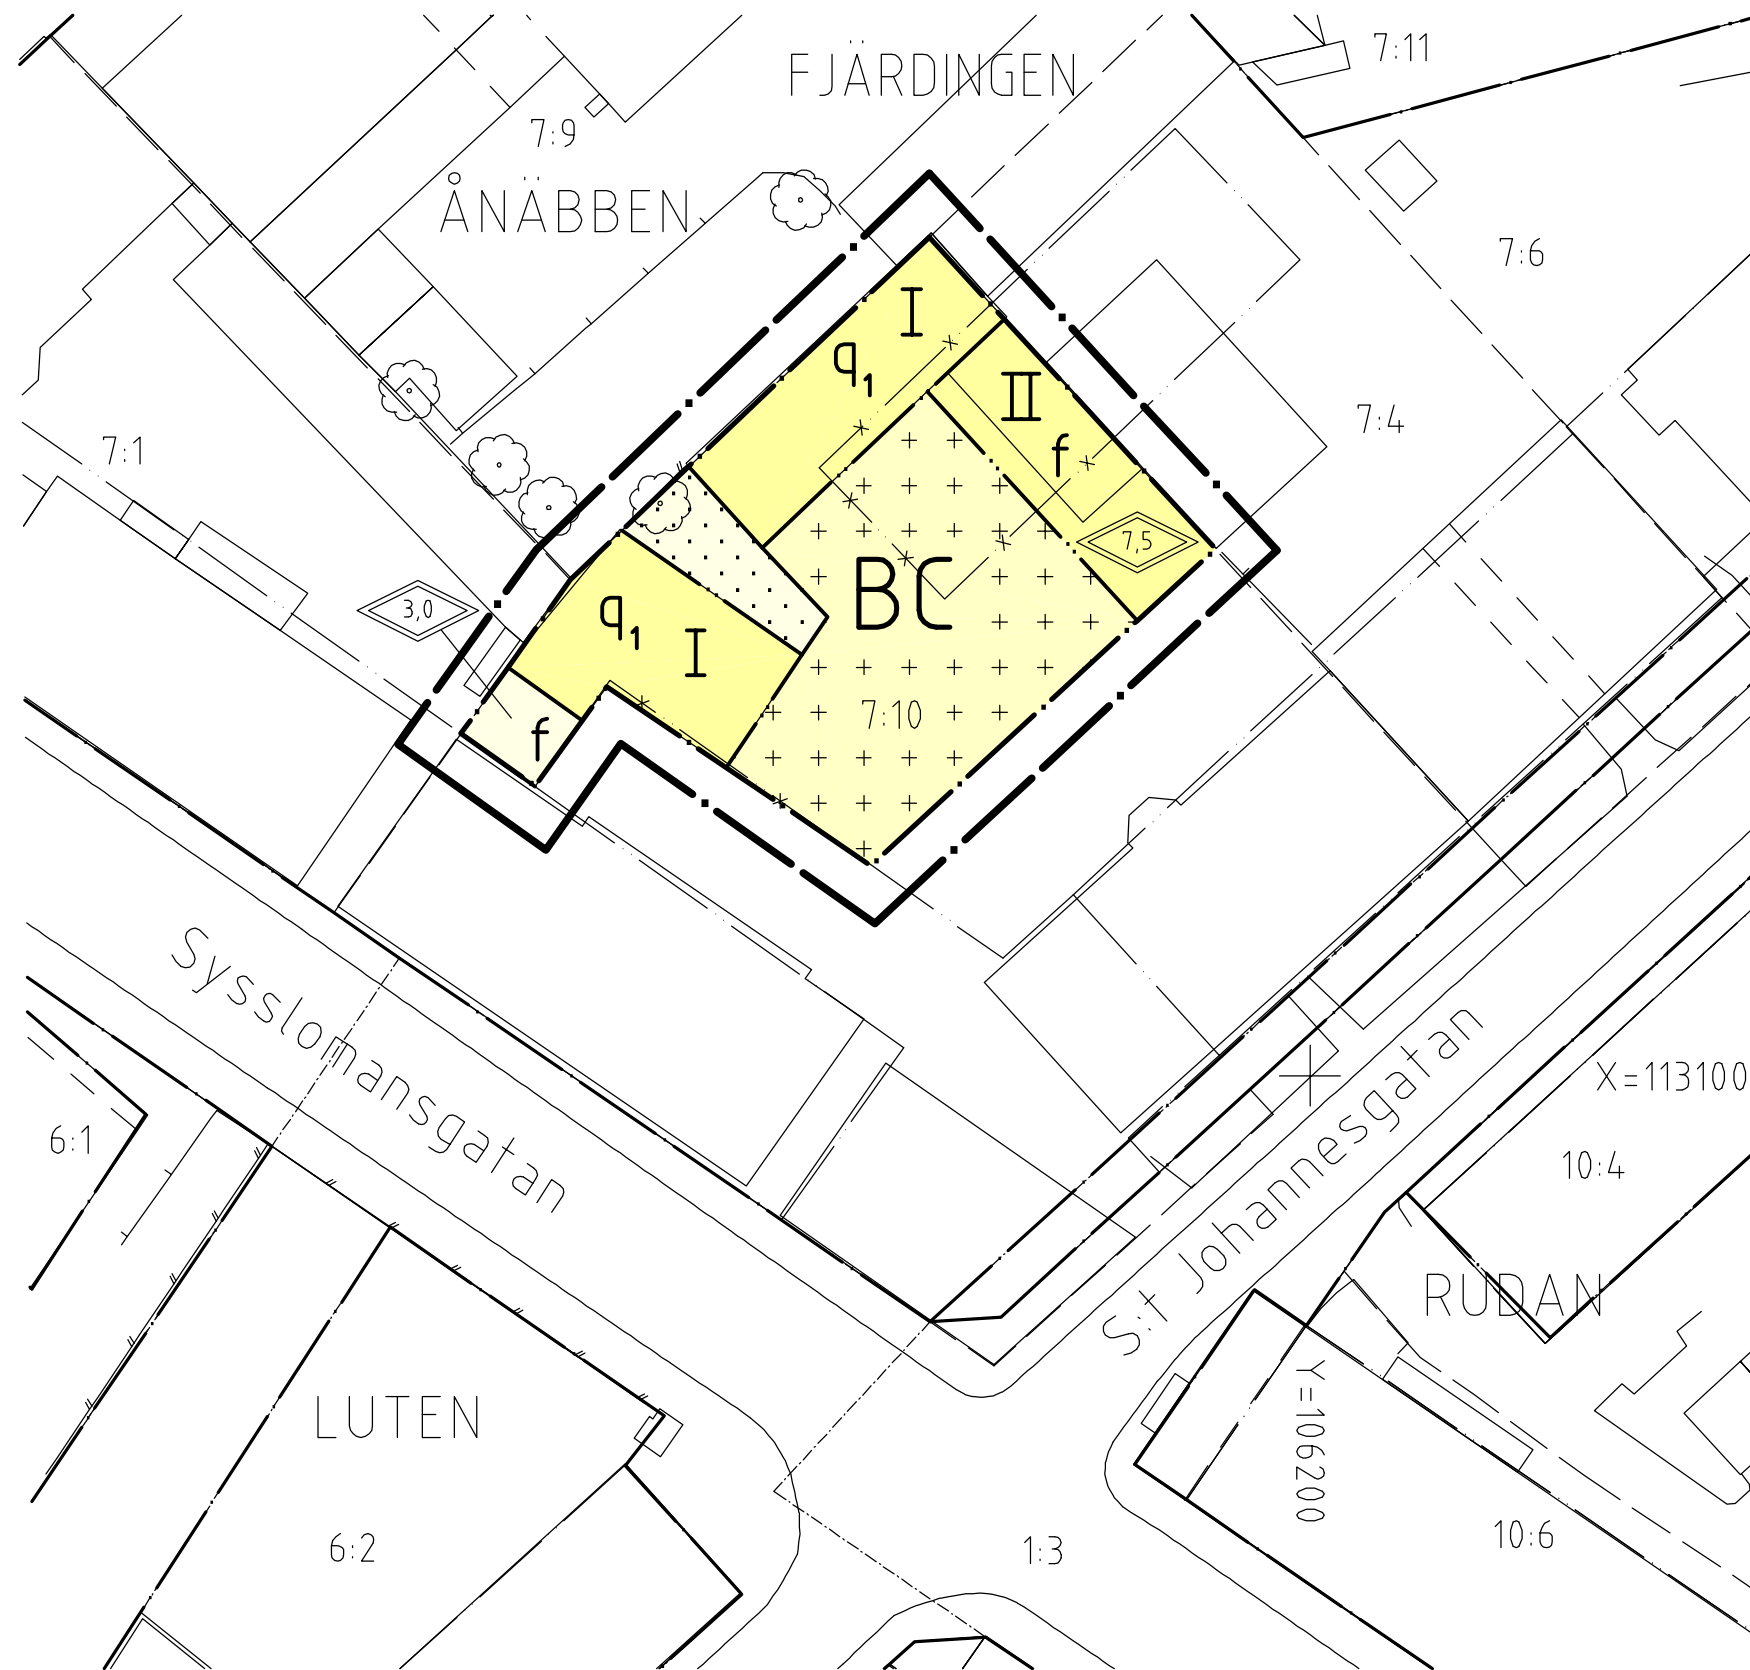 7:11
FJÄRDINGEN
7:9
ÅNÄBBEN
7:6
I
q1
II
f
7:4
7:1
7,5
BC
3,0
q1
I
7:10
f
Sysslomansgatan
S:t Johannesgatan
X=113100
6:1
10:4
RUDAN
Y=106200
LUTEN
6:2
1:3
10:6